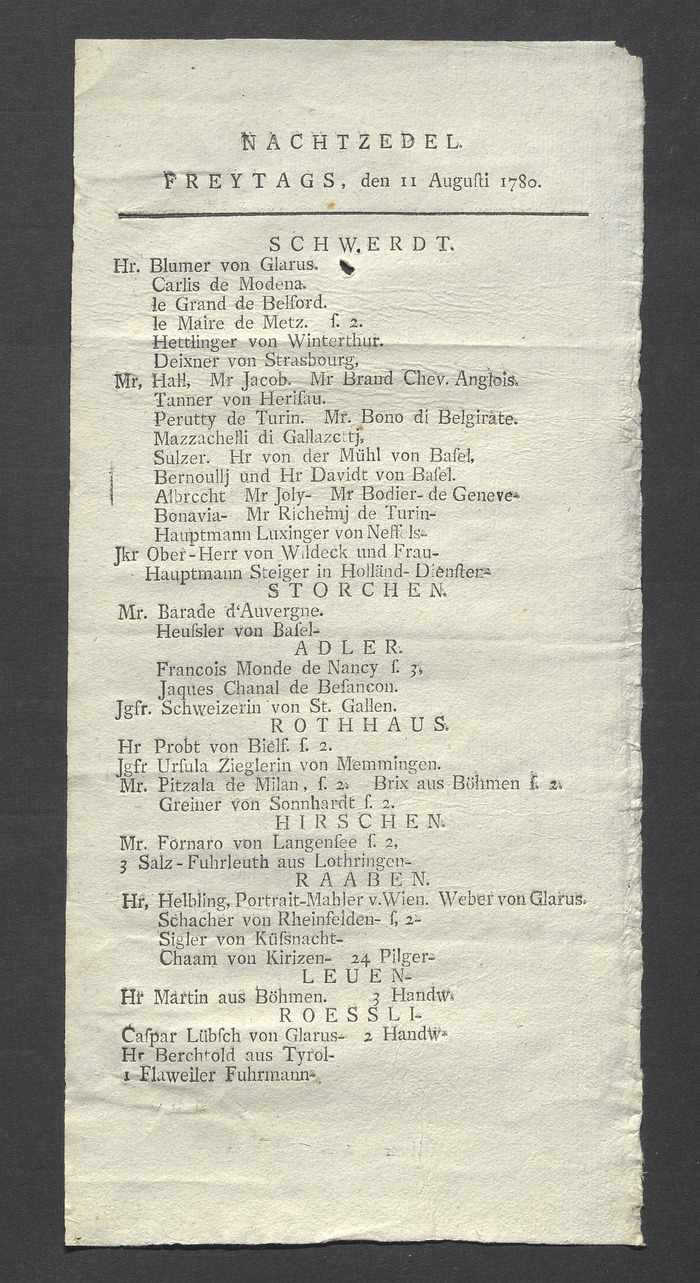 NACHTZEDEL.
FREYTAGS, den 11 Auguſti 1780.
SCHWERDT.
Hr. Blumer von Glarus.
Carlis de Modena.
le Grand de Belford.
le Maire de Metz. ſ. 2.
Hettlinger von Winterthur.
Deixner von Strasbourg,
Mr, Hall, Mr Jacob. Mr Brand Chev. Anglois.
Tanner von Heriſau.
Perutty de Turin. Mr. Bono di Belgirate.
Mazzachelli di
Sulzer. Hr von der Mühl von Baſel,
Bernoullj und Hr Davidt von Baſel.
Albrecht Mr Joly- Mr Bodier- de Geneve-
Bonavia- Mr Richelmj de Turin-
Hauptmann Luxinger von
Jkr Ober-Herr von Wildeck und Frau-
Hauptmann Steiger in Holländ- Dienſten-
STORCHEN.
Mr. Barade d'Auvergne.
Heuſsler von Baſel-
ADLER.
Francois Monde de Nancy ſ. 3,
Jaques Chanal de Beſancon.
Jgfr. Schweizerin von St. Gallen.
ROTHHAUS.
Hr Probt von Bielſ. ſ. 2.
Jgfr Urſula Zieglerin von Memmingen.
Mr. Pitzala de Milan, ſ. 2. Brix aus Böhmen ſ. 2.
Greiner von Sonnhardt ſ. 2.
HIRSCHEN.
Mr. Fornaro von Langenſee ſ. 2,
3 Salz-Fuhrleuth aus Lothringen-
RAABEN.
Hr, Helbling, Portrait-Mahler v. Wien. Weber von Glarus.
Schacher von Rheinfelden- ſ, 2-
Sigler von Küſsnacht-
Chaam von Kirizen- 24 Pilger-
LEUEN-
Hr Martin aus Böhmen. 3 Handw.
ROESSLI-
Caſpar Lübſch von Glarus- 2 Handw-
Hr Berchtold aus Tyrol-
1 Flaweiler Fuhrmann-